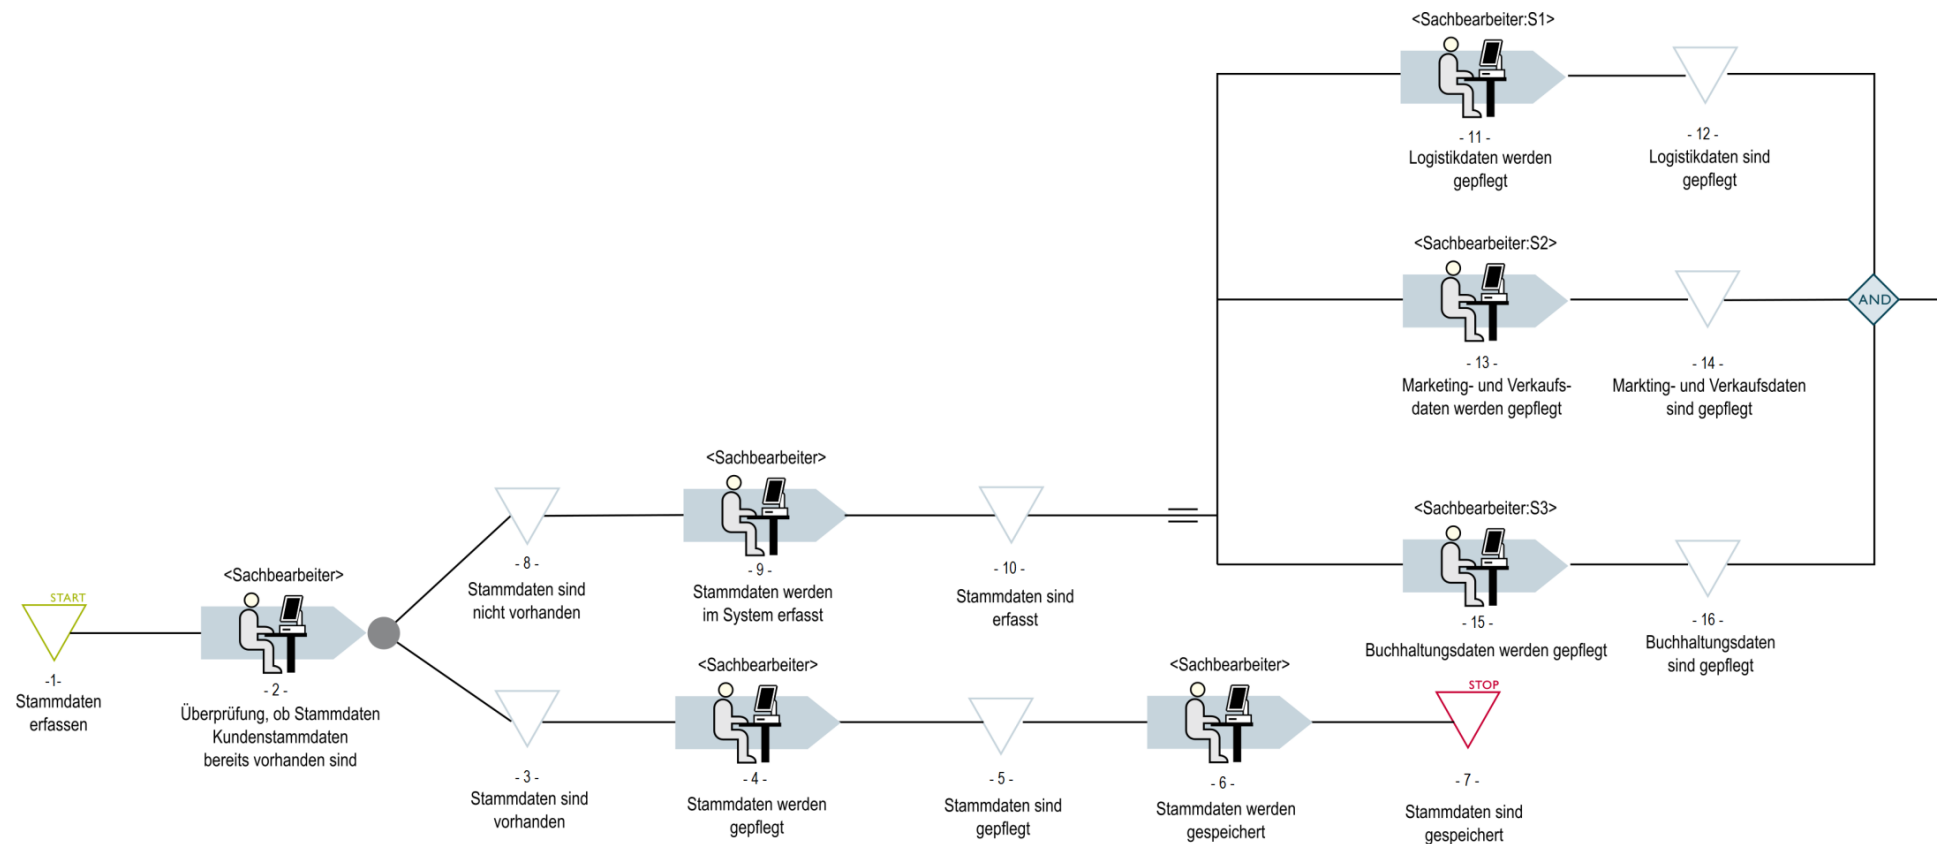 <Sachbearbeiter:S1>
- 11 -
Logistikdaten werden
gepflegt
- 12 -
Logistikdaten sind
gepflegt
<Sachbearbeiter:S2>
- 13 -
Marketing- und Verkaufs-
daten werden gepflegt
- 14 -
Markting- und Verkaufsdaten
sind gepflegt
AND
<Sachbearbeiter>
- 9 -
Stammdaten werden
im System erfasst
- 8 -
Stammdaten sind
nicht vorhanden
- 10 -
Stammdaten sind
erfasst
<Sachbearbeiter:S3>
- 15 -
Buchhaltungsdaten werden gepflegt
- 16 -
Buchhaltungsdaten
sind gepflegt
START
-1-
Stammdaten
erfassen
<Sachbearbeiter>
- 2 -
Überprüfung, ob Stammdaten
Kundenstammdaten
bereits vorhanden sind
- 3 -
Stammdaten sind
vorhanden
<Sachbearbeiter>
- 4 -
Stammdaten werden
gepflegt
- 5 -
Stammdaten sind
gepflegt
<Sachbearbeiter>
- 6 -
Stammdaten werden
gespeichert
STOP
- 7 -
Stammdaten sind
gespeichert